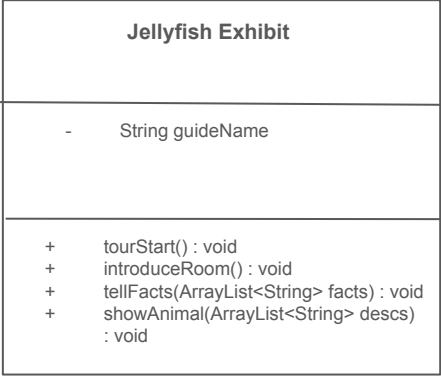 Jellyfish Exhibit
- String guideName
+ tourStart() : void
+ introduceRoom() : void
+ tellFacts(ArrayList<String> facts) : void
+ showAnimal(ArrayList<String> descs)
: void